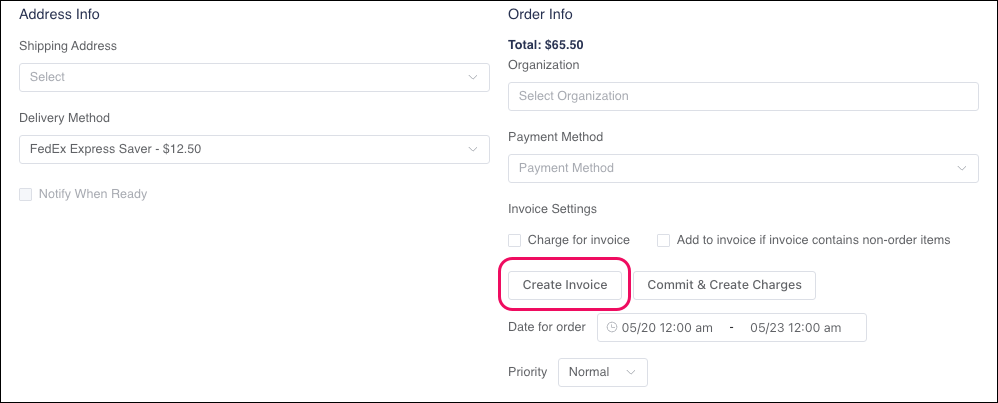 Address Info
Shipping Address
Select
Delivery Method
FedEx Express Saver - $12.50
Notify When Ready
Order Info
Total: $65.50
Organization
Select Organization
Payment Method
Payment Method
Invoice Settings
Charge for invoice Add to invoice if invoice contains non-order items
Create Invoice Commit & Create Charges
Date for order 05/20 12:00 am - 05/23 12:00 am
Priority Normal